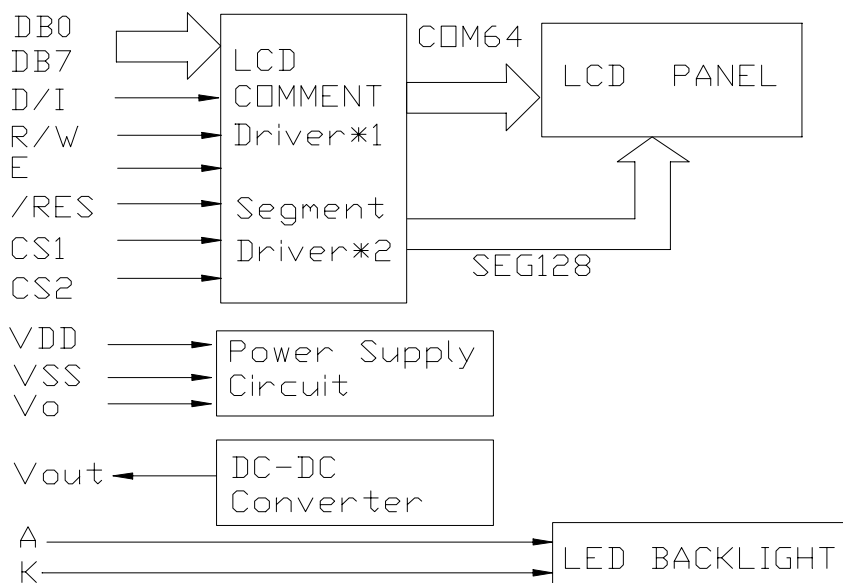 DB0
DB7
D/I
R/W
E
/RES
CS1
CS2
LCD
COMMENT
Driver*1
Segment
Driver*2
COM64
LCD PANEL
SEG128
VDD
VSS
Vo
Power Supply
Circuit
Vout
DC-DC
Converter
A
K
LED BACKLIGHT